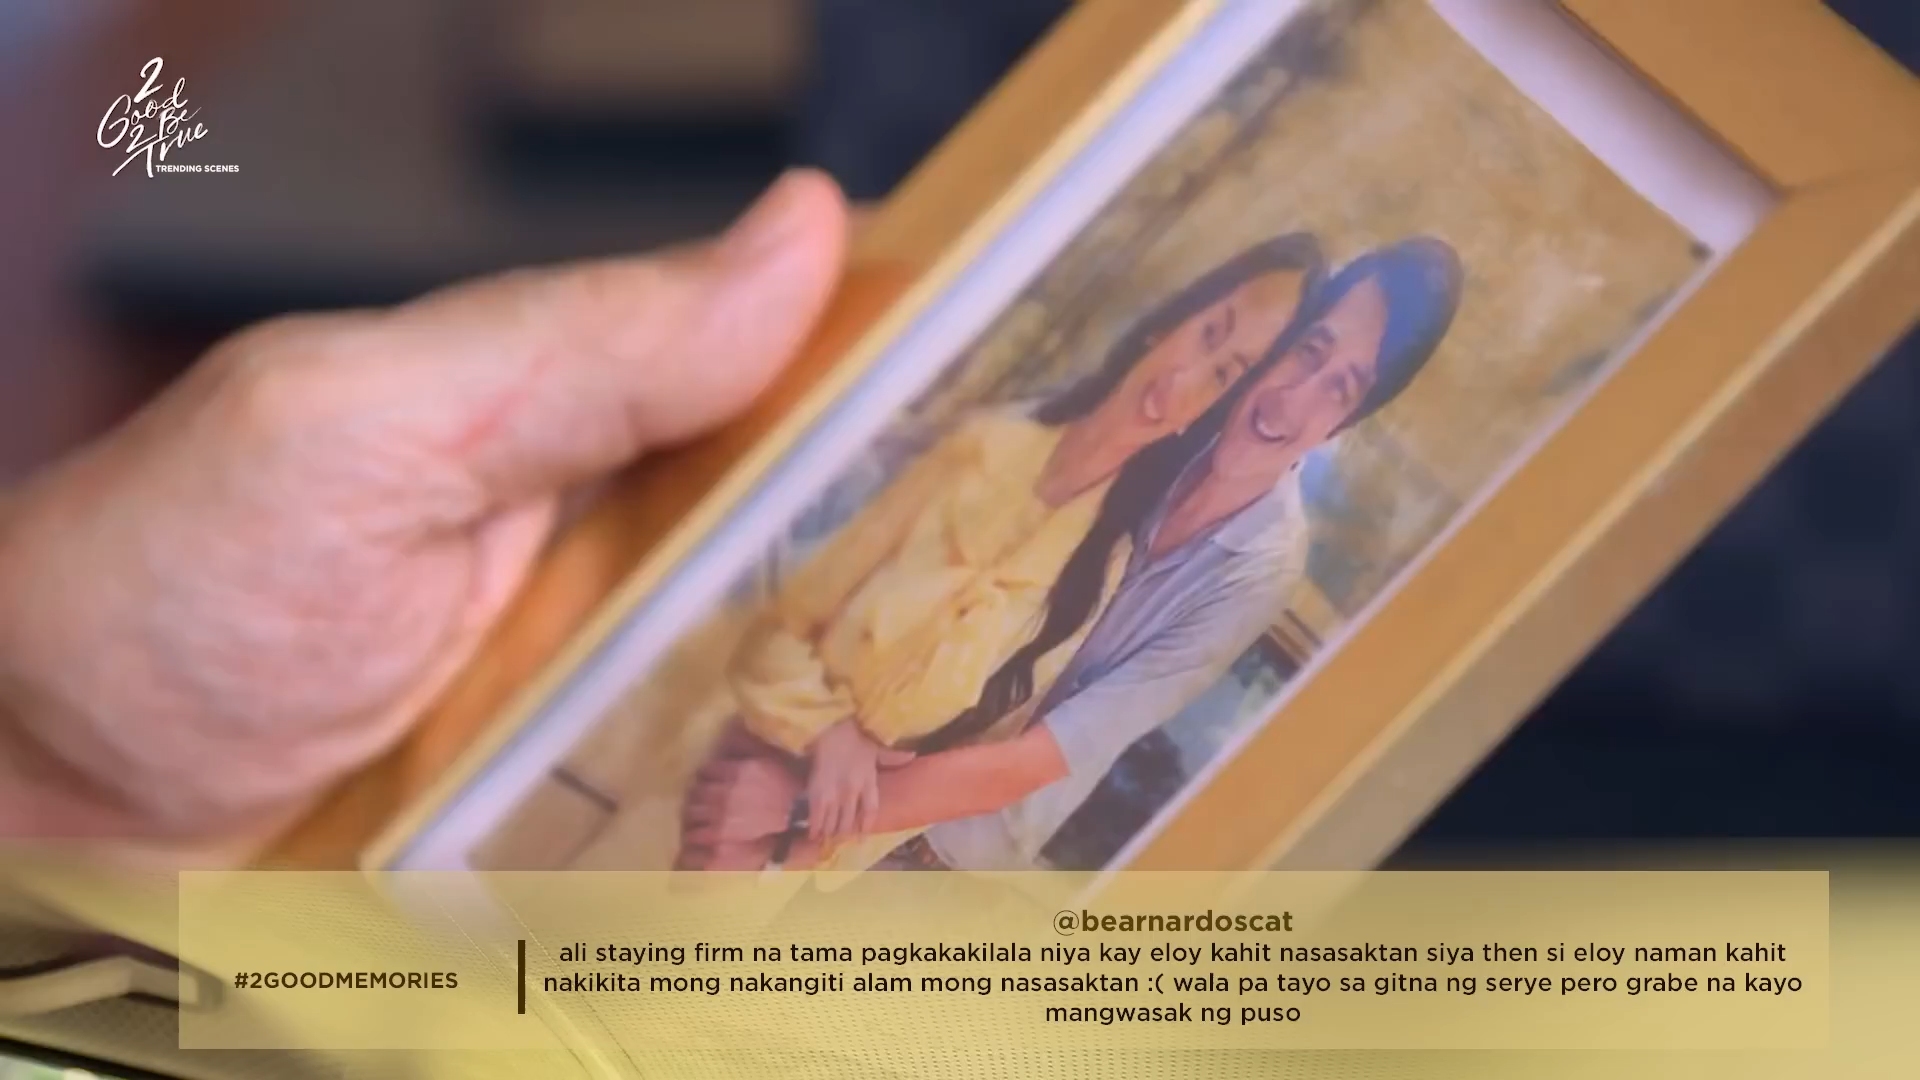 2
Good
2 Be
True
TRENDING SCENES
@bearnardoscat
#2GOODMEMORIES
ali staying firm na tama pagkakakilala niya kay eloy kahit nasasaktan siya then si eloy naman kahit
nakikita mong nakangiti alam mong nasasaktan :( wala pa tayo sa gitna ng serye pero grabe na kayo
mangwasak ng puso